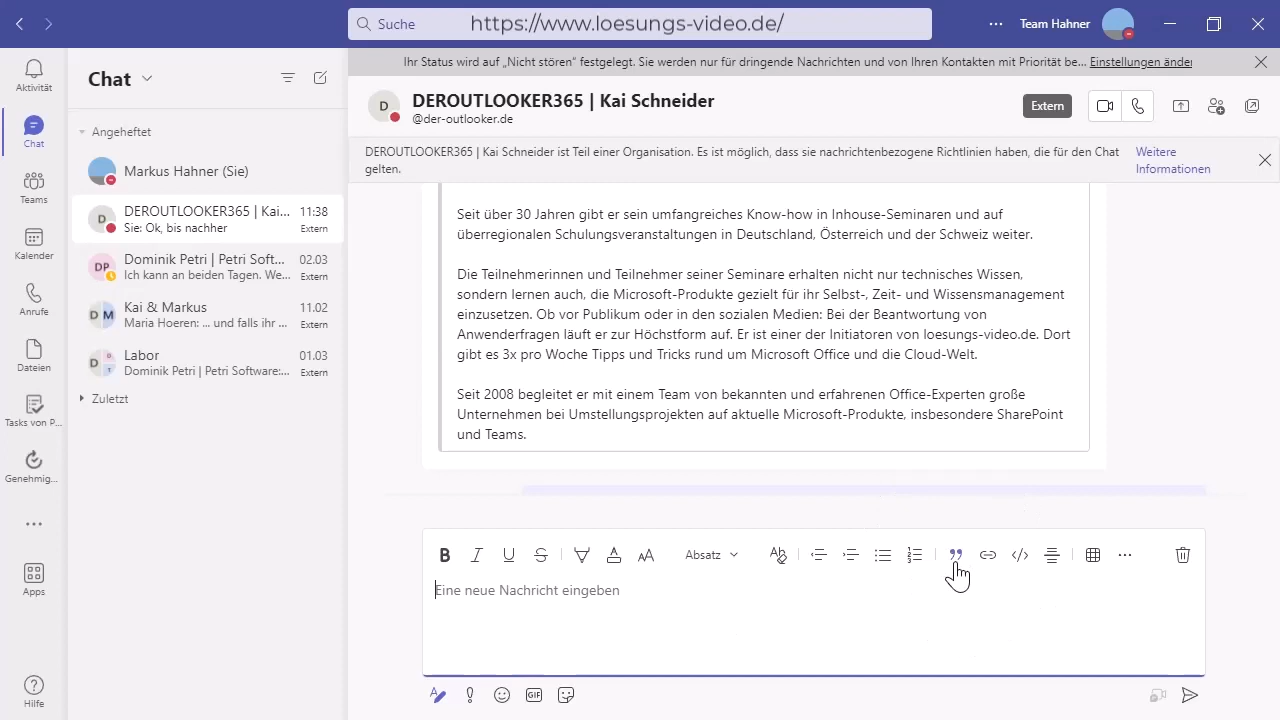 Suche
https://www.loesungs-video.de/
Team Hahner
Ihr Status wird auf „Nicht stören" festgelegt. Sie werden nur für dringende Nachrichten und von Ihren Kontakten mit Priorität be... Einstellungen änder
Aktivität
Chat
Teams
Kalender
Anrufe
Dateien
Tasks von P...
Genehmig...
Apps
Hilfe
Chat
Angeheftet
Markus Hahner (Sie)
D
DEROUTLOOKER365 | Kai... 11:38
Sie: Ok, bis nachher Extern
DP
Dominik Petri | Petri Soft... 02.03
Ich kann an beiden Tagen. We... Extern
D M
Kai & Markus 11.02
Maria Hoeren: ... und falls ihr ... Extern
D
Labor 01.03
Dominik Petri | Petri Software:... Extern
Zuletzt
D
DEROUTLOOKER365 | Kai Schneider
@der-outlooker.de
Extern
DEROUTLOOKER365 | Kai Schneider ist Teil einer Organisation. Es ist möglich, dass sie nachrichtenbezogene Richtlinien haben, die für den Chat
gelten.
Weitere
Informationen
Seit über 30 Jahren gibt er sein umfangreiches Know-how in Inhouse-Seminaren und auf
überregionalen Schulungsveranstaltungen in Deutschland, Österreich und der Schweiz weiter.
Die Teilnehmerinnen und Teilnehmer seiner Seminare erhalten nicht nur technisches Wissen,
sondern lernen auch, die Microsoft-Produkte gezielt für ihr Selbst-, Zeit- und Wissensmanagement
einzusetzen. Ob vor Publikum oder in den sozialen Medien: Bei der Beantwortung von
Anwenderfragen läuft er zur Höchstform auf. Er ist einer der Initiatoren von loesungs-video.de. Dort
gibt es 3x pro Woche Tipps und Tricks rund um Microsoft Office und die Cloud-Welt.
Seit 2008 begleitet er mit einem Team von bekannten und erfahrenen Office-Experten große
Unternehmen bei Umstellungsprojekten auf aktuelle Microsoft-Produkte, insbesondere SharePoint
und Teams.
Absatz
Eine neue Nachricht eingeben
GIF